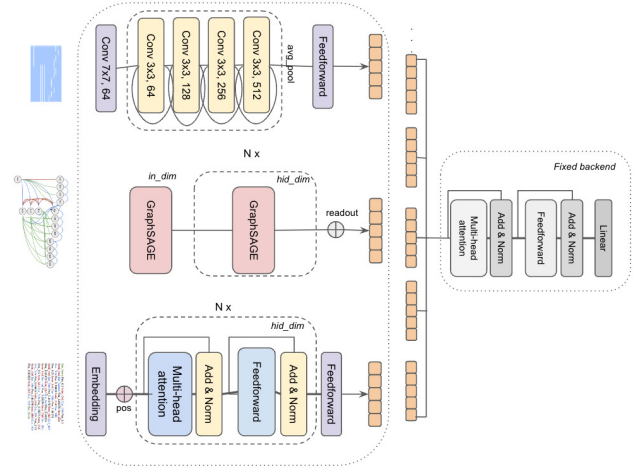 Conv 7x7, 64
Conv 3x3, 64
Conv 3x3, 128
Conv 3x3, 256
Conv 3x3, 512
avg_pool
Feedforward
N x
in_dim
hid_dim
GraphSAGE
GraphSAGE
readout
N x
hid_dim
Embedding
pos
Multi-head
attention
Add & Norm
Feedforward
Add & Norm
Feedforward
Fixed backend
Multi-head
attention
Add & Norm
Feedforward
Add & Norm
Linear
. . .